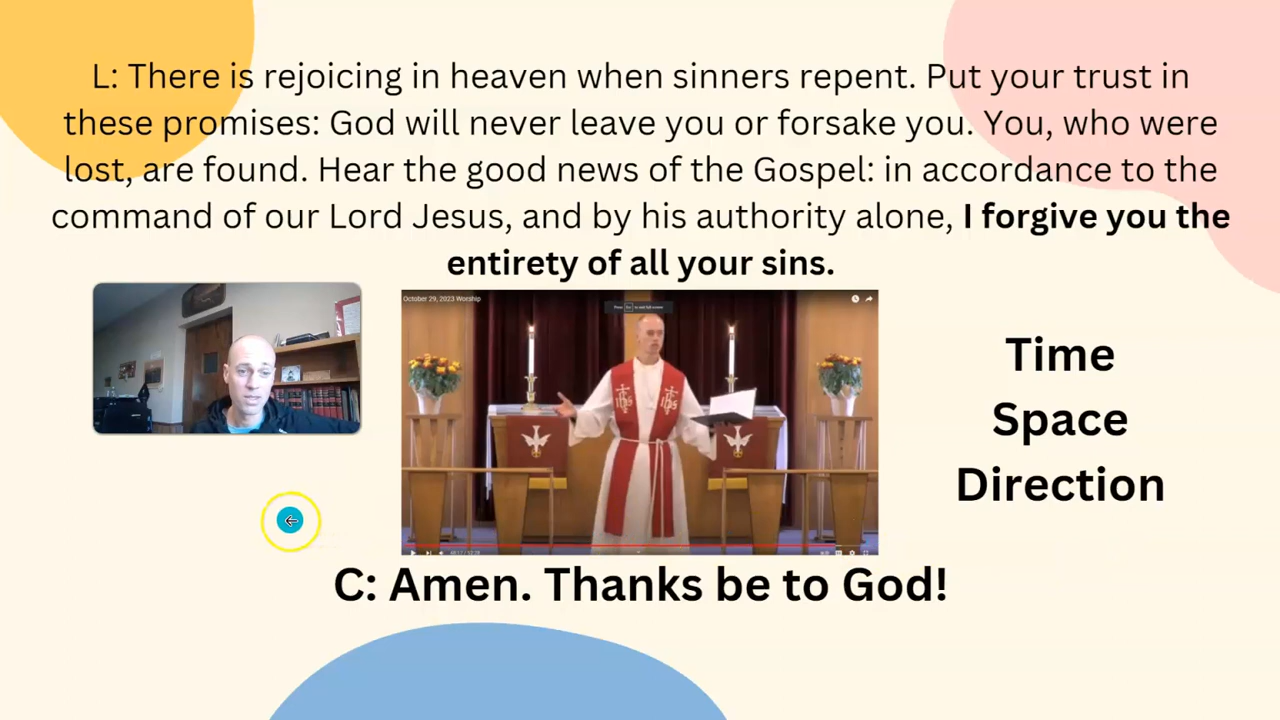 L: There is rejoicing in heaven when sinners repent. Put your trust in
these promises: God will never leave you or forsake you. You, who were
lost, are found. Hear the good news of the Gospel: in accordance to the
command of our Lord Jesus, and by his authority alone, I forgive you the
entirety of all your sins.
October 29, 2023 Worship
Time
Space
Direction
C: Amen. Thanks be to God!